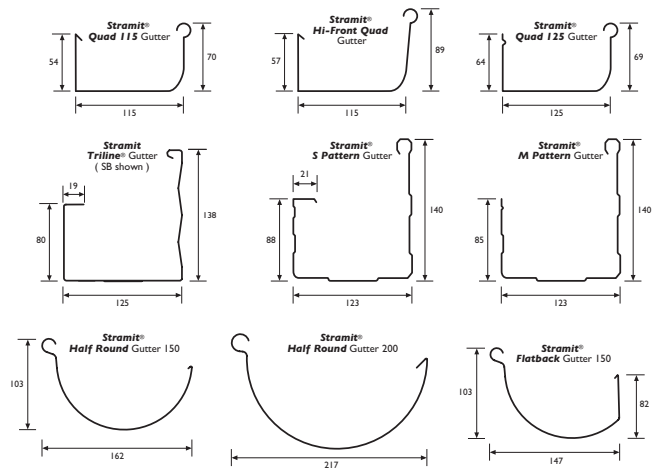 Stramit®
Quad 115 Gutter
54
70
115
Stramit®
Hi-Front Quad
Gutter
57
89
115
Stramit®
Quad 125 Gutter
64
69
125
Stramit
Triline® Gutter
( SB shown )
19
80
138
125
Stramit®
S Pattern Gutter
21
88
140
123
Stramit®
M Pattern Gutter
85
140
123
Stramit®
Half Round Gutter 150
103
162
Stramit®
Half Round Gutter 200
217
Stramit®
Flatback Gutter 150
103
82
147